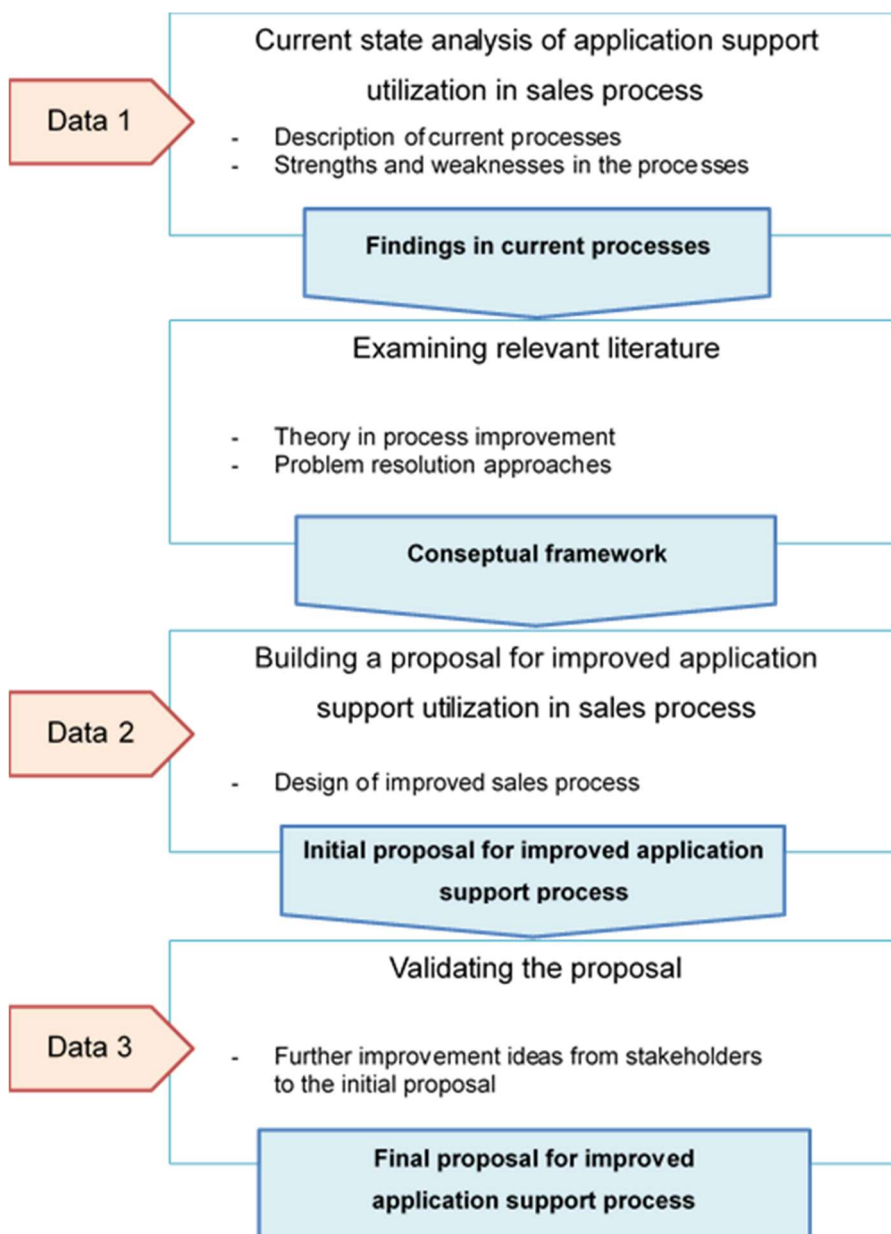 Current state analysis of application support
utilization in sales process
Data 1
- Description of current processes
- Strengths and weaknesses in the processes
Findings in current processes
Examining relevant literature
- Theory in process improvement
- Problem resolution approaches
Conseptual framework
Building a proposal for improved application
support utilization in sales process
Data 2
- Design of improved sales process
Initial proposal for improved application
support process
Validating the proposal
Data 3
- Further improvement ideas from stakeholders
to the initial proposal
Final proposal for improved
application support process